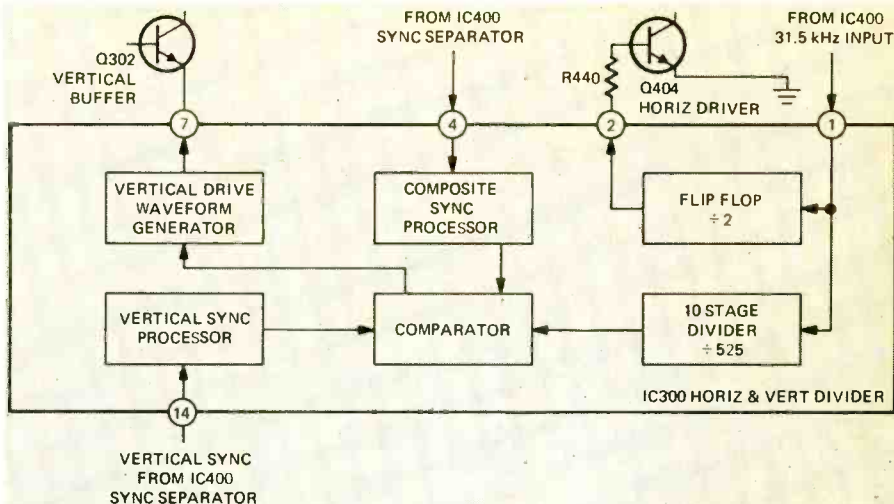 Q302
VERTICAL
BUFFER
FROM IC400
SYNC SEPARATOR
R440
Q404
HORIZ DRIVER
FROM IC400
31.5 kHz INPUT
7
4
2
1
VERTICAL DRIVE
WAVEFORM
GENERATOR
COMPOSITE
SYNC
PROCESSOR
FLIP FLOP
÷2
VERTICAL SYNC
PROCESSOR
COMPARATOR
10 STAGE
DIVIDER
÷525
14
IC300 HORIZ & VERT DIVIDER
VERTICAL SYNC
FROM IC400
SYNC SEPARATOR